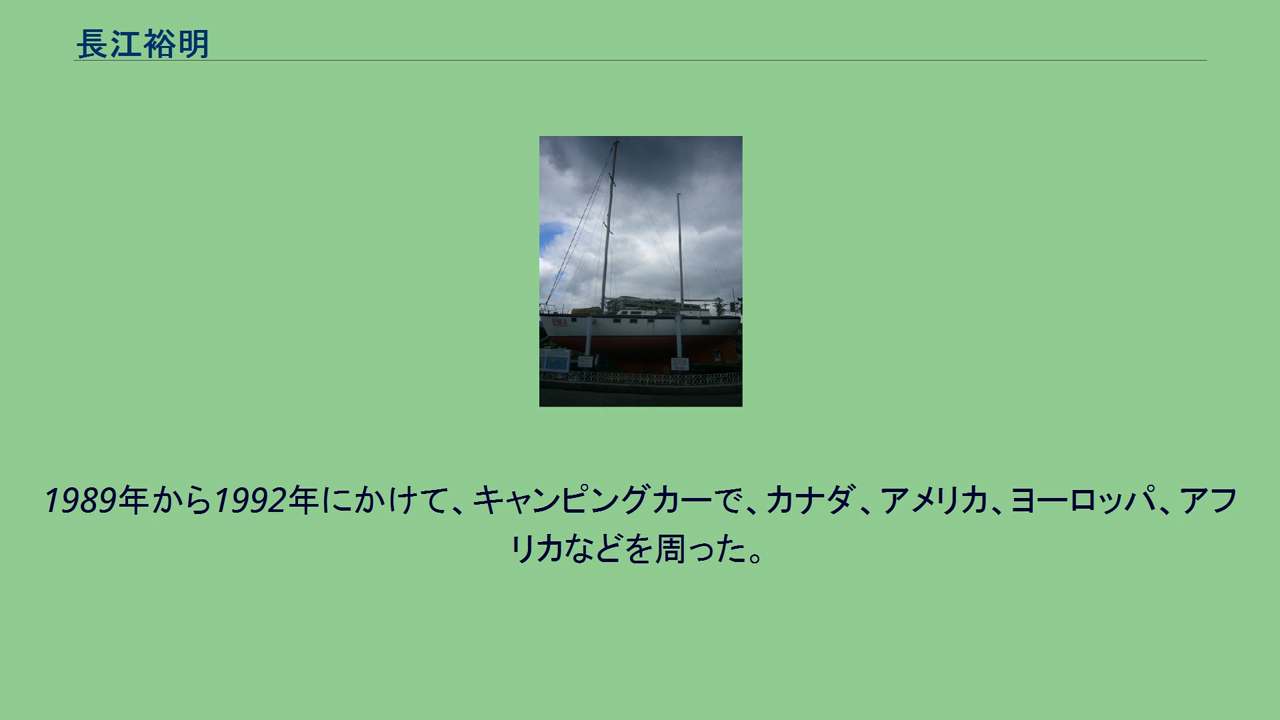 長江裕明
1989年から1992年にかけて、キャンピングカーで、カナダ、アメリカ、ヨーロッパ、アフ
リカなどを周った。